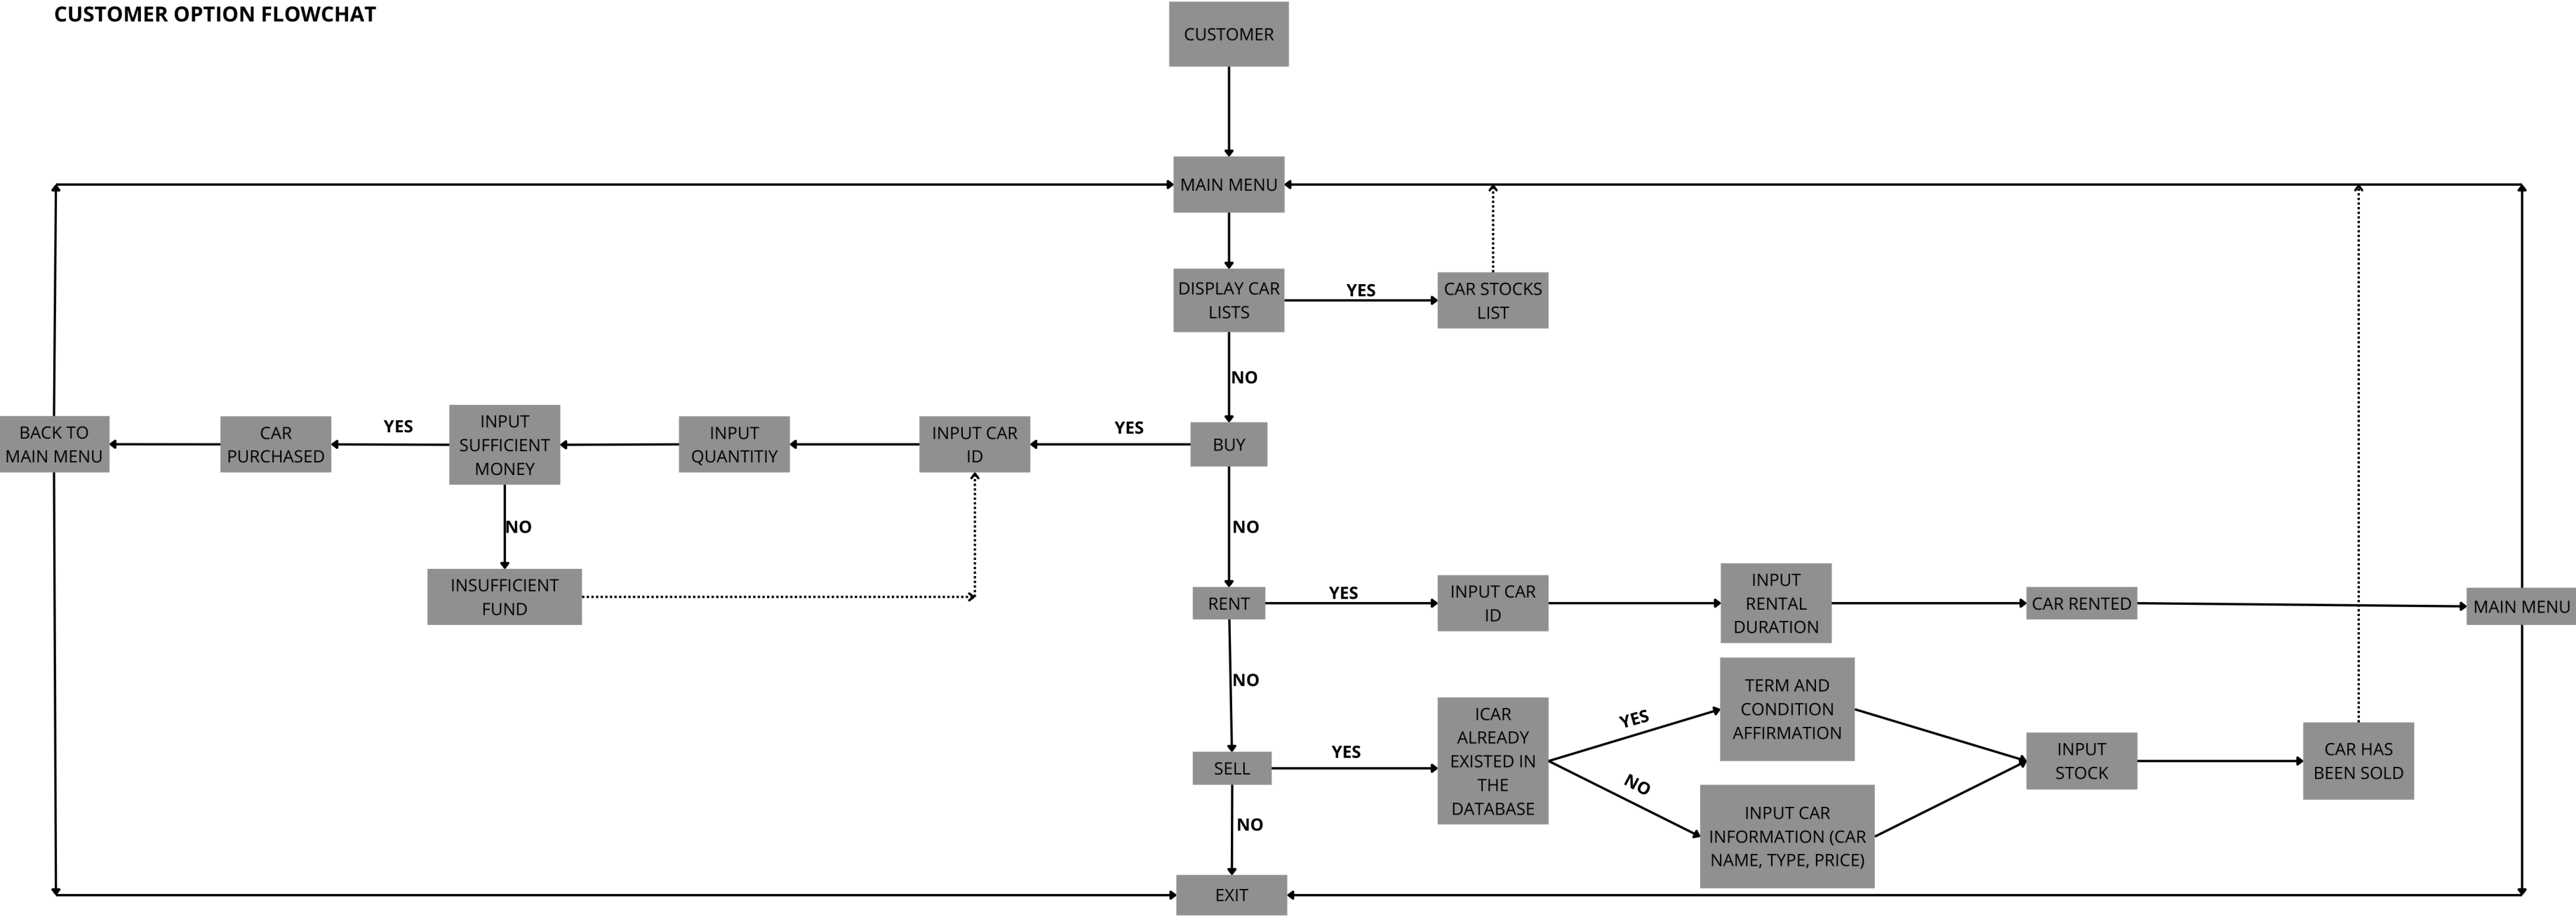 CUSTOMER OPTION FLOWCHAT
CUSTOMER
MAIN MENU
DISPLAY CAR
LISTS
YES
CAR STOCKS
LIST
NO
BACK TO
MAIN MENU
CAR
PURCHASED
YES
INPUT
SUFFICIENT
MONEY
INPUT
QUANTITIY
INPUT CAR
ID
YES
BUY
NO
NO
INSUFFICIENT
FUND
RENT
YES
INPUT CAR
ID
INPUT
RENTAL
DURATION
CAR RENTED
MAIN MENU
NO
SELL
YES
ICAR
ALREADY
EXISTED IN
THE
DATABASE
YES
TERM AND
CONDITION
AFFIRMATION
NO
INPUT CAR
INFORMATION (CAR
NAME, TYPE, PRICE)
INPUT
STOCK
CAR HAS
BEEN SOLD
NO
EXIT